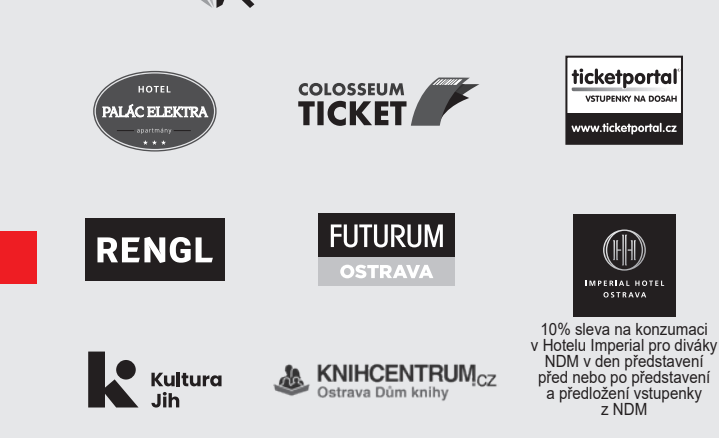 HOTEL
PALÁC ELEKTRA
apartmány
COLOSSEUM
TICKET
ticketportal
VSTUPENKY NA DOSAH
www.ticketportal.cz
RENGL
FUTURUM
OSTRAVA
IMPERIAL HOTEL
OSTRAVA
10% sleva na konzumaci
v Hotelu Imperial pro diváky
NDM v den představení
před nebo po představení
a předložení vstupenky
z NDM
Kultura
Jih
KNIHCENTRUM.CZ
Ostrava Dům knihy